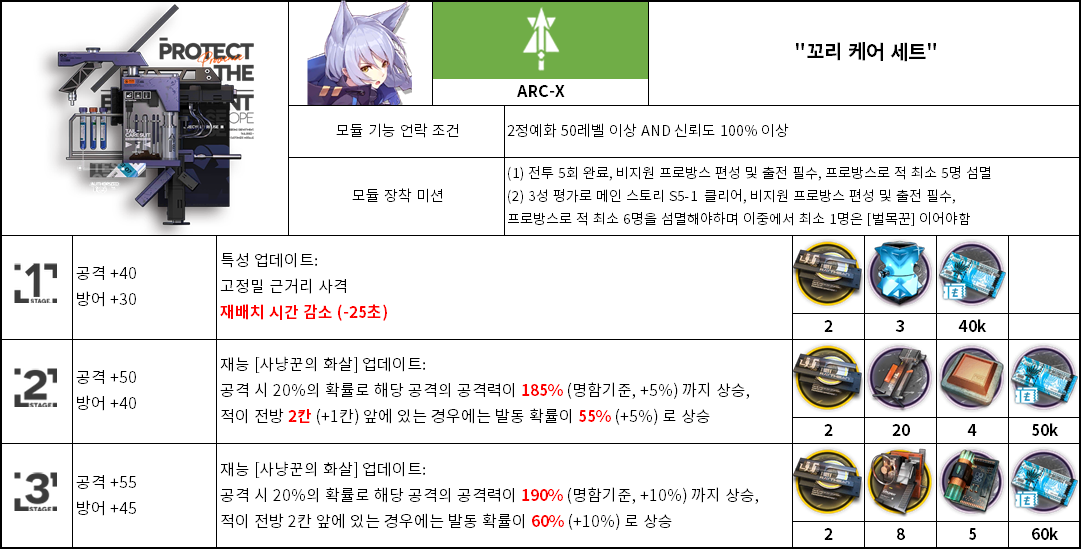 PROTECT
THE
"꼬리 케어 세트"
ARC-X
모듈 기능 언락 조건
2정예화 50레벨 이상 AND 신뢰도 100% 이상
모듈 장착 미션
(1) 전투 5회 완료, 비지원 프로방스 편성 및 출전 필수, 프로방스로 적 최소 5명 섬멸
(2) 3성 평가로 메인 스토리 S5-1 클리어, 비지원 프로방스 편성 및 출전 필수,
프로방스로 적 최소 6명을 섬멸해야하며 이중에서 최소 1명은 [벌목꾼] 이어야함
1
STAGE
공격 +40
방어 +30
특성 업데이트:
고정밀 근거리 사격
재배치 시간 감소 (-25초)
2 3 40k
2
STAGE
공격 +50
방어 +40
재능 [사냥꾼의 화살] 업데이트:
공격 시 20%의 확률로 해당 공격의 공격력이 185% (명함기준, +5%) 까지 상승,
적이 전방 2칸 (+1칸) 앞에 있는 경우에는 발동 확률이 55% (+5%) 로 상승
2 20 4 50k
3
STAGE
공격 +55
방어 +45
재능 [사냥꾼의 화살] 업데이트:
공격 시 20%의 확률로 해당 공격의 공격력이 190% (명함기준, +10%) 까지 상승,
적이 전방 2칸 앞에 있는 경우에는 발동 확률이 60% (+10%) 로 상승
2 8 5 60k